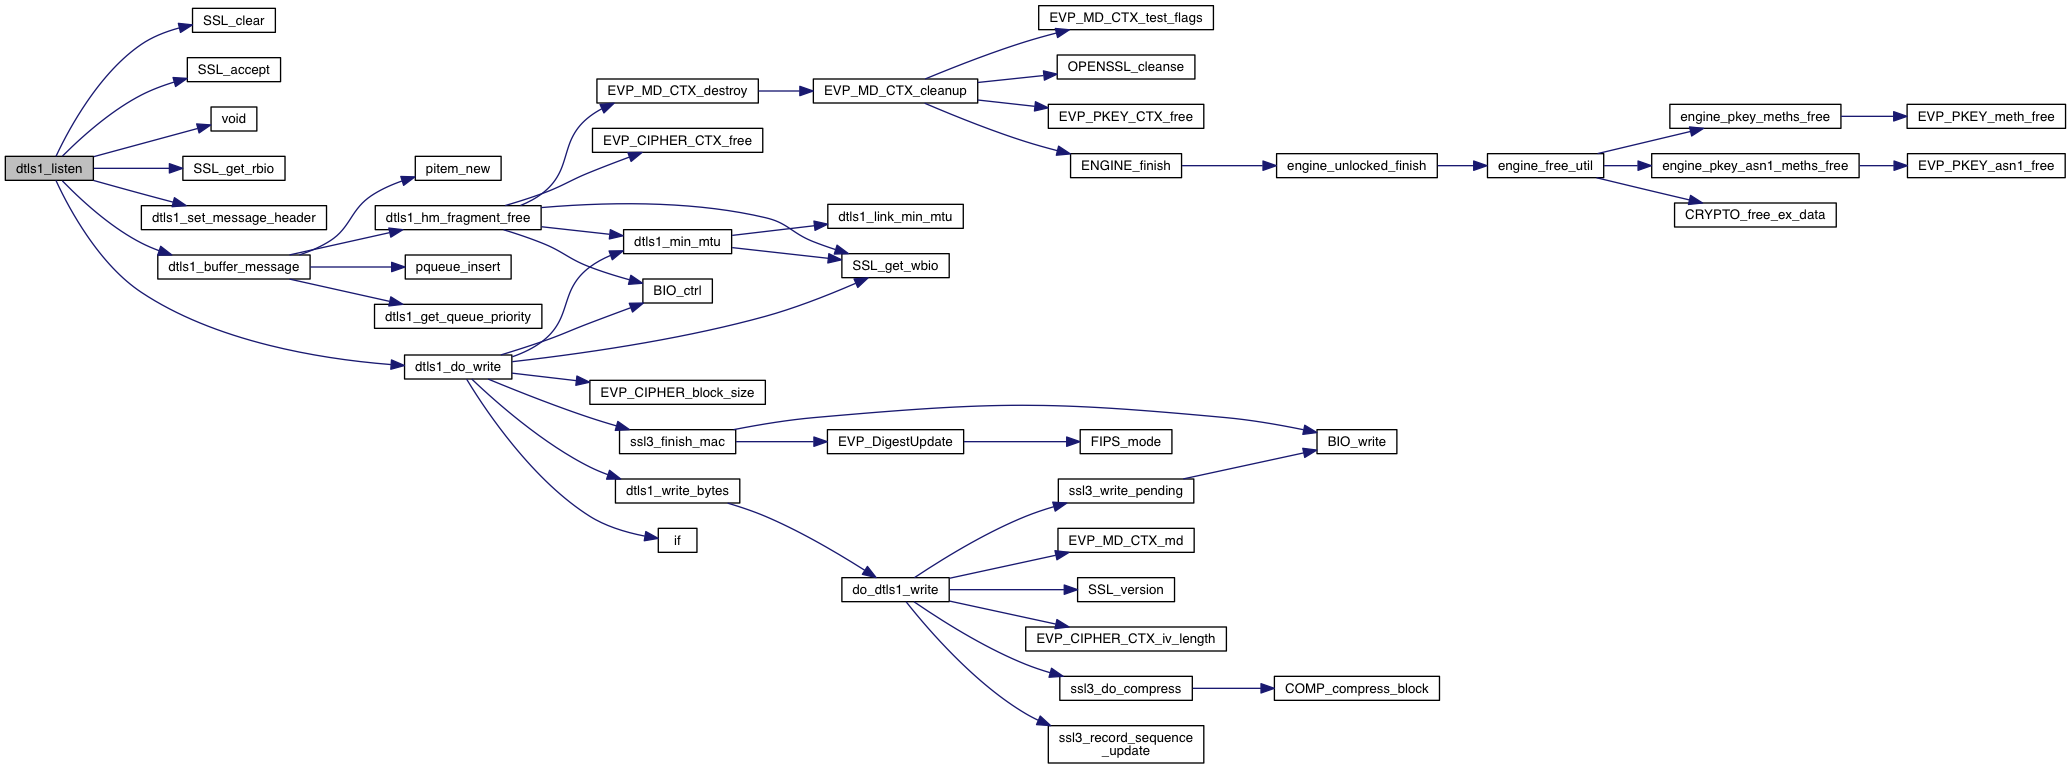 dtls1_listen
SSL_clear
SSL_accept
void
SSL_get_rbio
dtls1_set_message_header
dtls1_buffer_message
pitem_new
dtls1_hm_fragment_free
pqueue_insert
dtls1_get_queue_priority
dtls1_do_write
EVP_MD_CTX_destroy
EVP_CIPHER_CTX_free
dtls1_min_mtu
BIO_ctrl
EVP_CIPHER_block_size
ssl3_finish_mac
dtls1_write_bytes
if
EVP_MD_CTX_cleanup
dtls1_link_min_mtu
SSL_get_wbio
EVP_DigestUpdate
do_dtls1_write
EVP_MD_CTX_test_flags
OPENSSL_cleanse
EVP_PKEY_CTX_free
ENGINE_finish
FIPS_mode
ssl3_write_pending
EVP_MD_CTX_md
SSL_version
EVP_CIPHER_CTX_iv_length
ssl3_do_compress
ssl3_record_sequence
_update
engine_unlocked_finish
BIO_write
COMP_compress_block
engine_free_util
engine_pkey_meths_free
engine_pkey_asn1_meths_free
CRYPTO_free_ex_data
EVP_PKEY_meth_free
EVP_PKEY_asn1_free